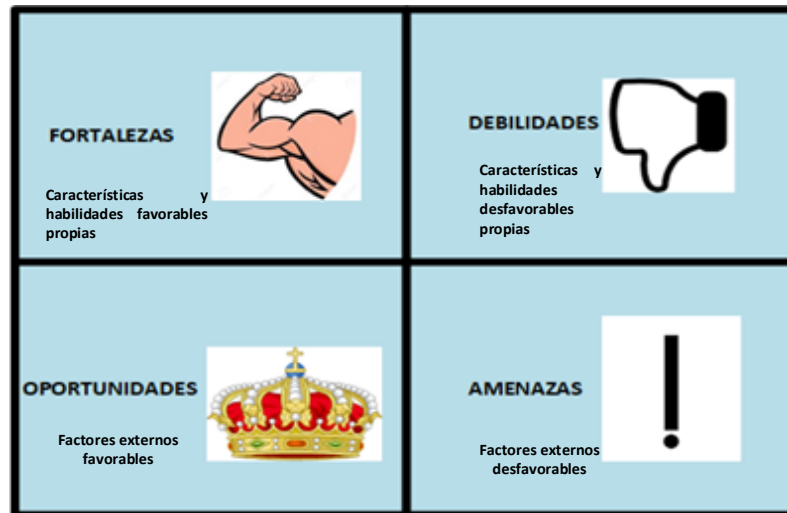 FORTALEZAS
Características y
habilidades favorables
propias
DEBILIDADES
Características y
habilidades
desfavorables
propias
OPORTUNIDADES
Factores externos
favorables
AMENAZAS
Factores externos
desfavorables